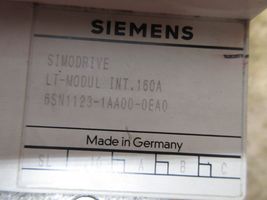 SIEMENS
SIMODRIVE
LT-MODUL INT.160A
6SN1123-1AA00-0EA0
Made in Germany
A B C